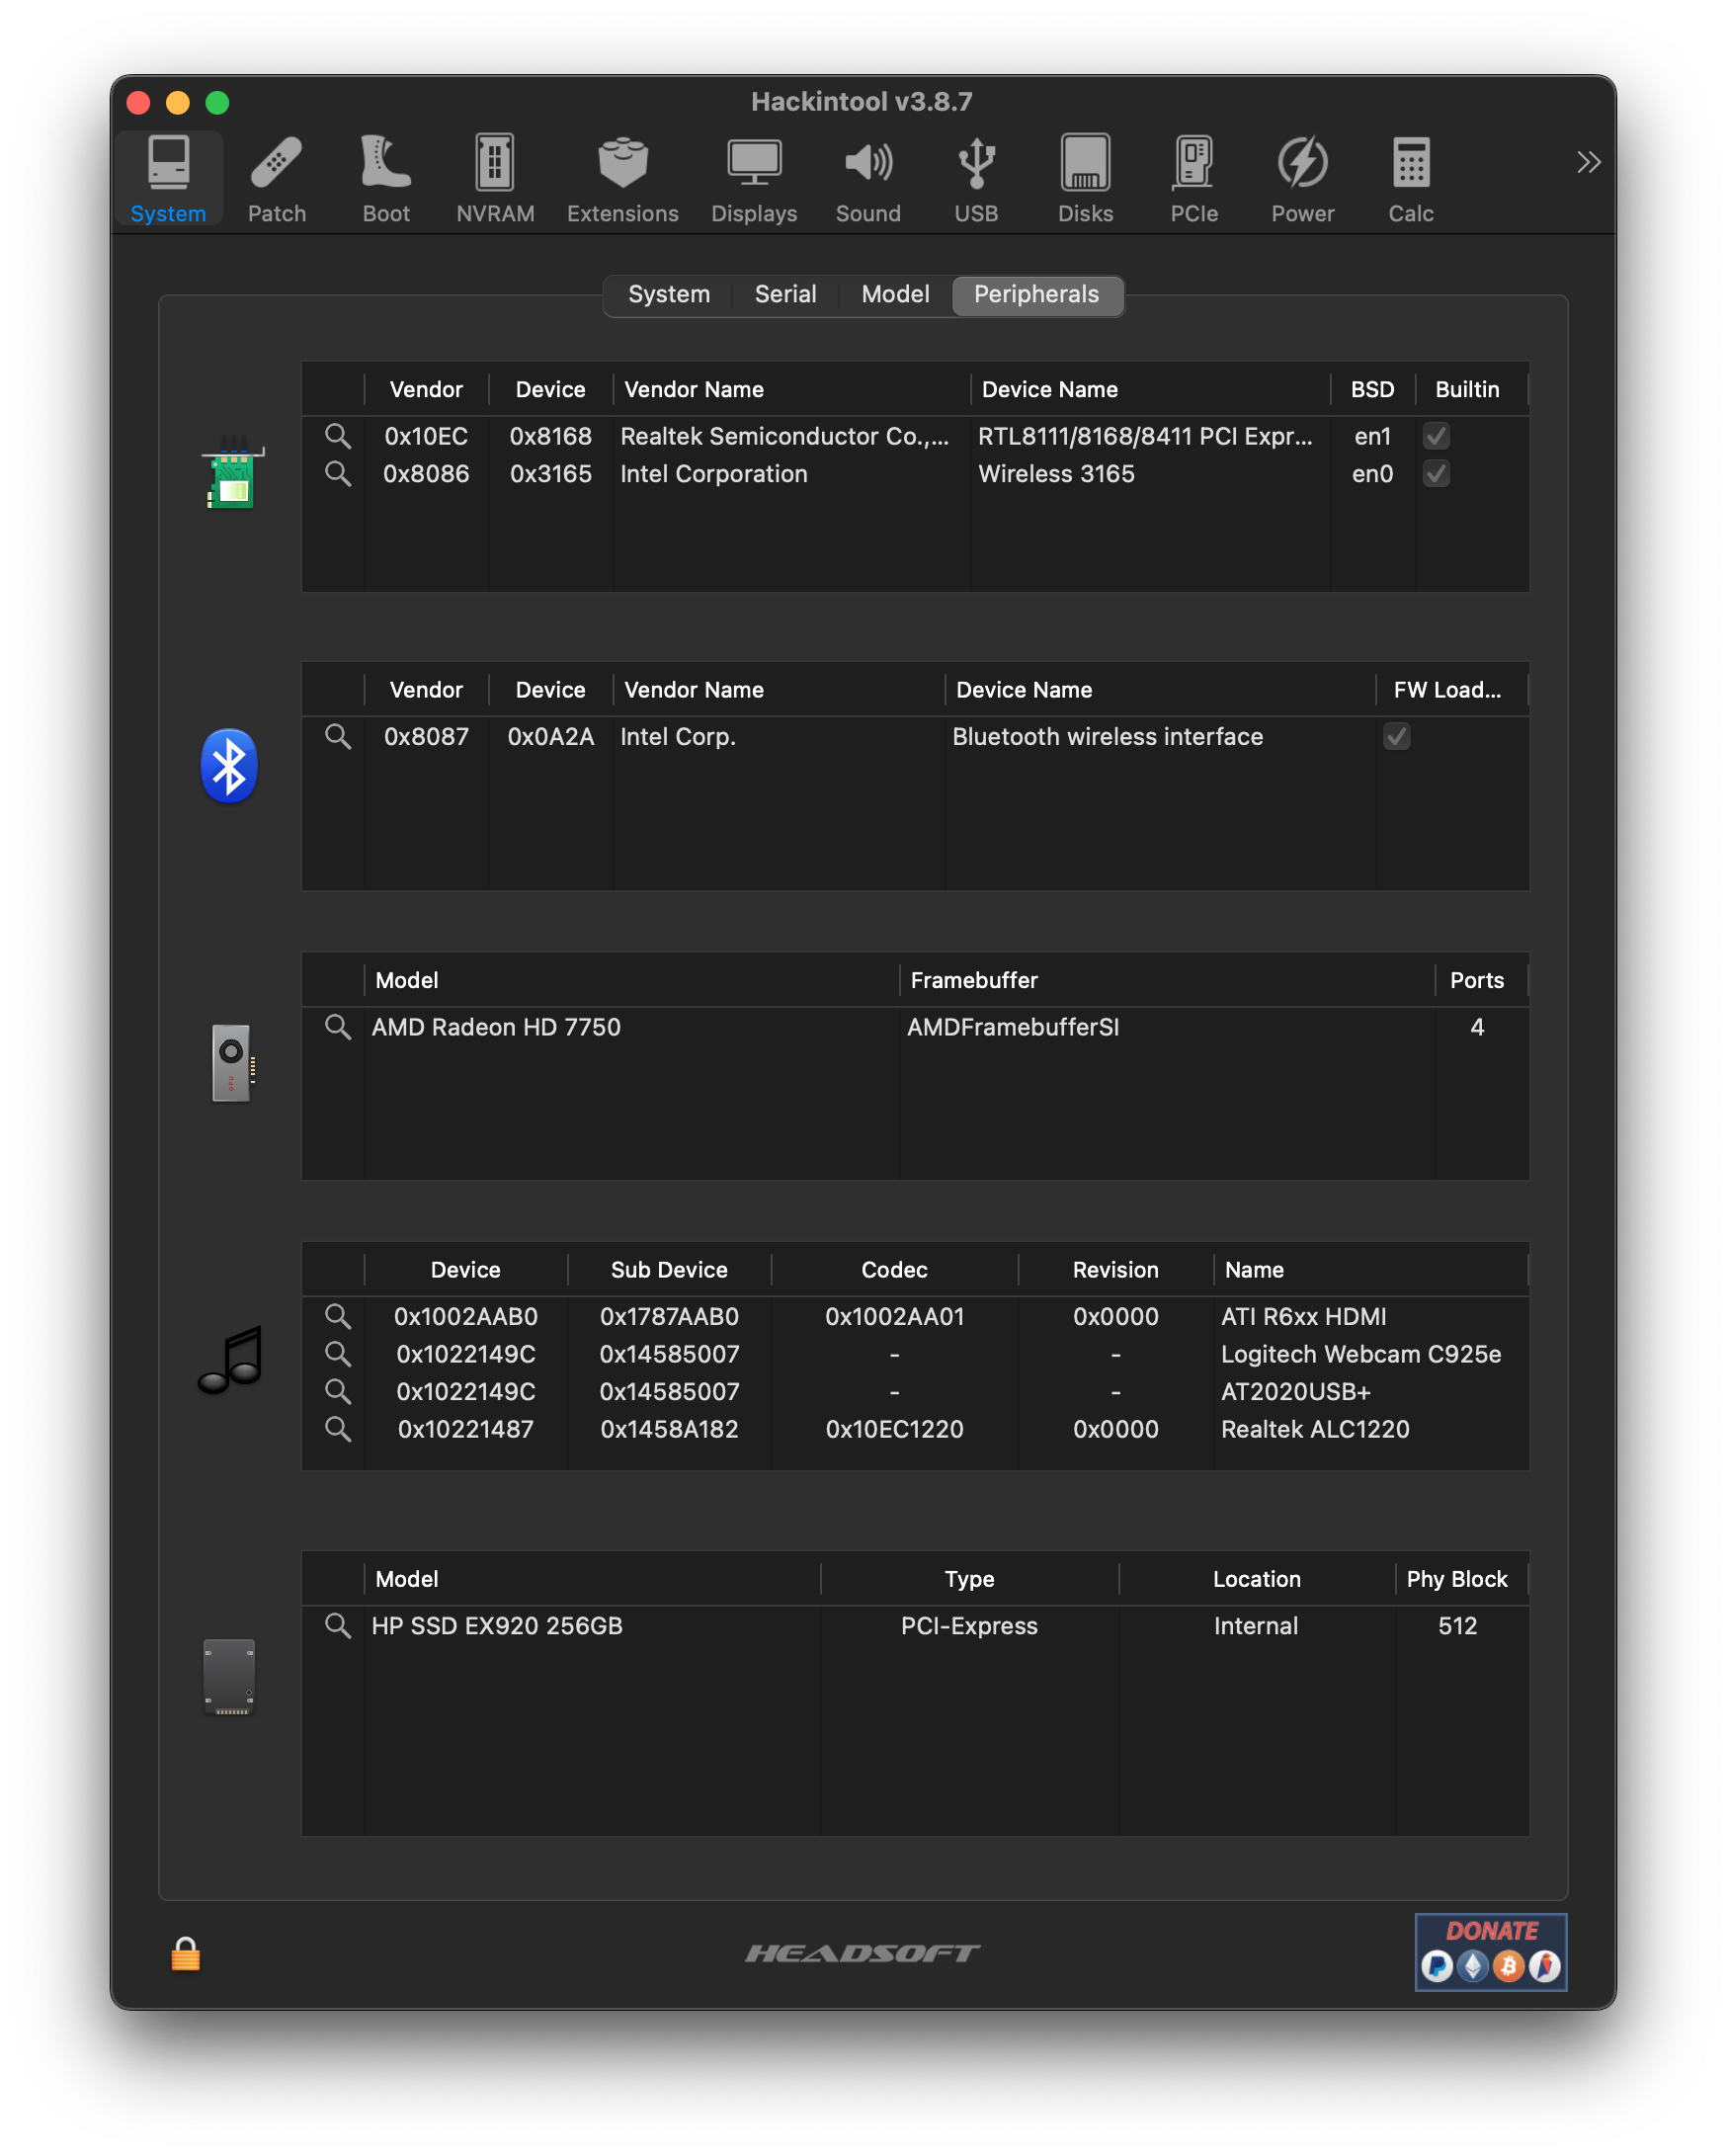 Hackintool v3.8.7
System Patch Boot NVRAM Extensions Displays Sound USB Disks PCIe Power Calc
System Serial Model Peripherals
Vendor Device Vendor Name Device Name BSD Builtin
0x10EC 0x8168 Realtek Semiconductor Co.,... RTL8111/8168/8411 PCI Expr... en1
0x8086 0x3165 Intel Corporation Wireless 3165 en0
Vendor Device Vendor Name Device Name FW Load...
0x8087 0x0A2A Intel Corp. Bluetooth wireless interface
Model Framebuffer Ports
AMD Radeon HD 7750 AMDFramebufferSI 4
GPU
Device Sub Device Codec Revision Name
0x1002AAB0 0x1787AAB0 0x1002AA01 0x0000 ATI R6xx HDMI
0x1022149C 0x14585007 - - Logitech Webcam C925e
0x1022149C 0x14585007 - - AT2020USB+
0x10221487 0x1458A182 0x10EC1220 0x0000 Realtek ALC1220
Model Type Location Phy Block
HP SSD EX920 256GB PCI-Express Internal 512
HEADSOFT
DONATE